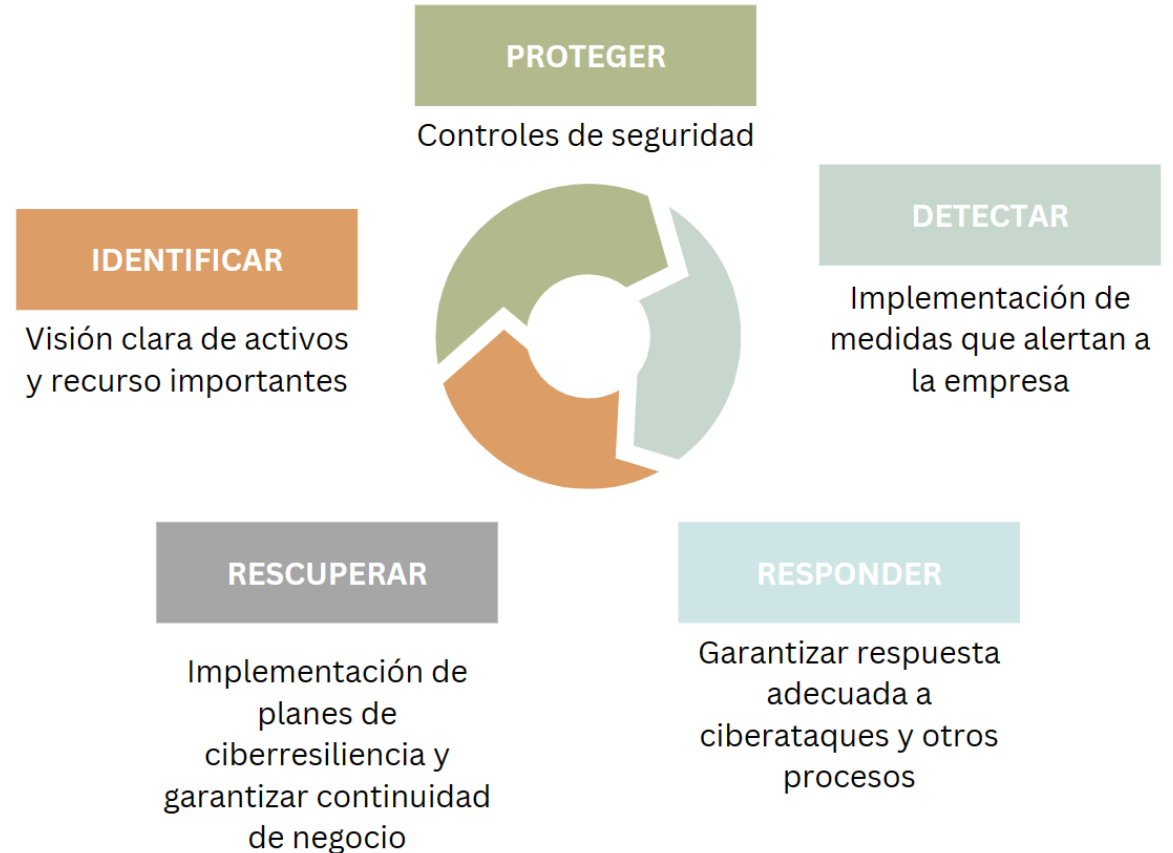 PROTEGER
Controles de seguridad
DETECTAR
Implementación de
medidas que alertan a
la empresa
IDENTIFICAR
Visión clara de activos
y recurso importantes
RESCUPERAR
Implementación de
planes de
ciberresiliencia y
garantizar continuidad
de negocio
RESPONDER
Garantizar respuesta
adecuada a
ciberataques y otros
procesos